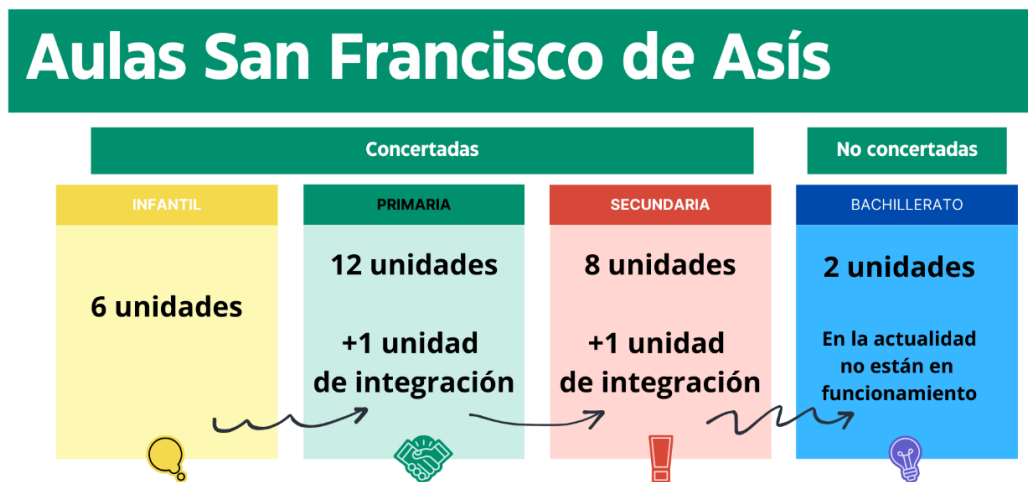 Aulas San Francisco de Asís
Concertadas
No concertadas
INFANTIL
6 unidades
PRIMARIA
12 unidades
+1 unidad
de integración
SECUNDARIA
8 unidades
+1 unidad
de integración
BACHILLERATO
2 unidades
En la actualidad
no están en
funcionamiento